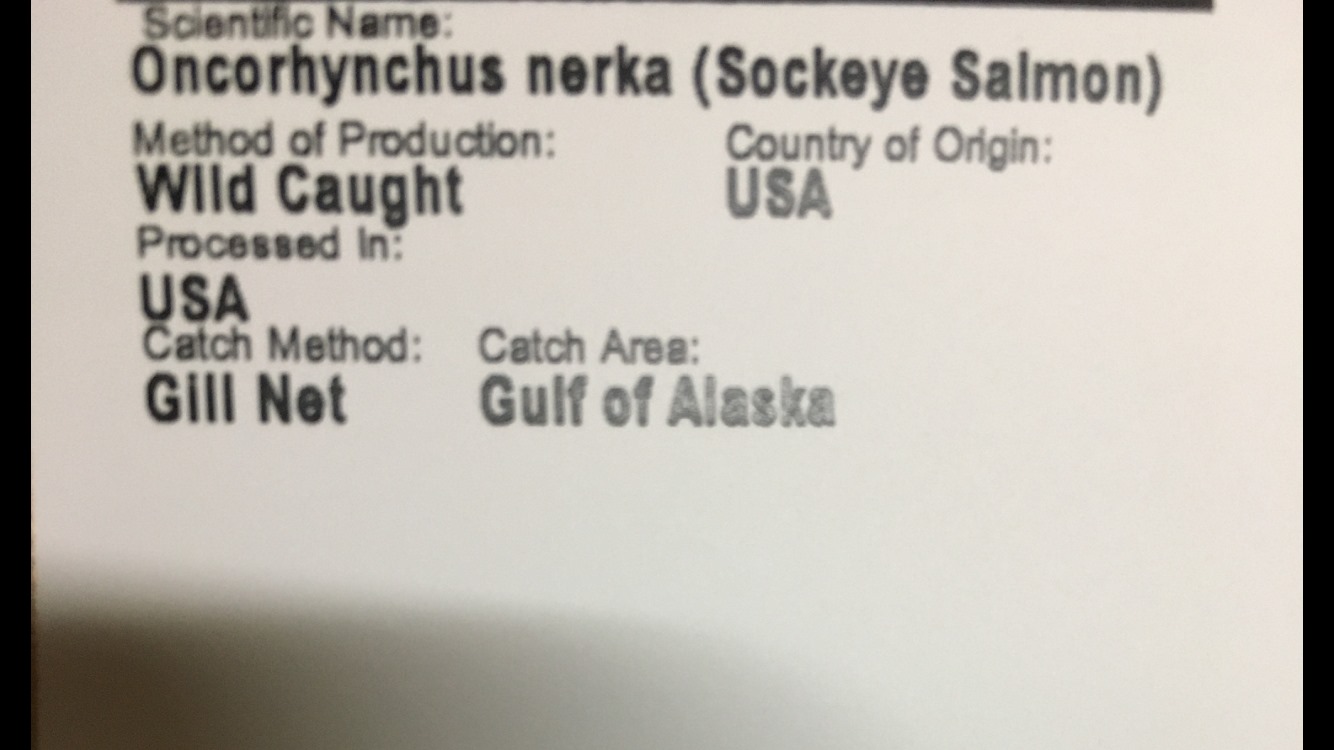 Scientific Name:
Oncorhynchus nerka (Sockeye Salmon)
Method of Production: Country of Origin:
Wild Caught USA
Processed In:
USA
Catch Method: Catch Area:
Gill Net Gulf of Alaska